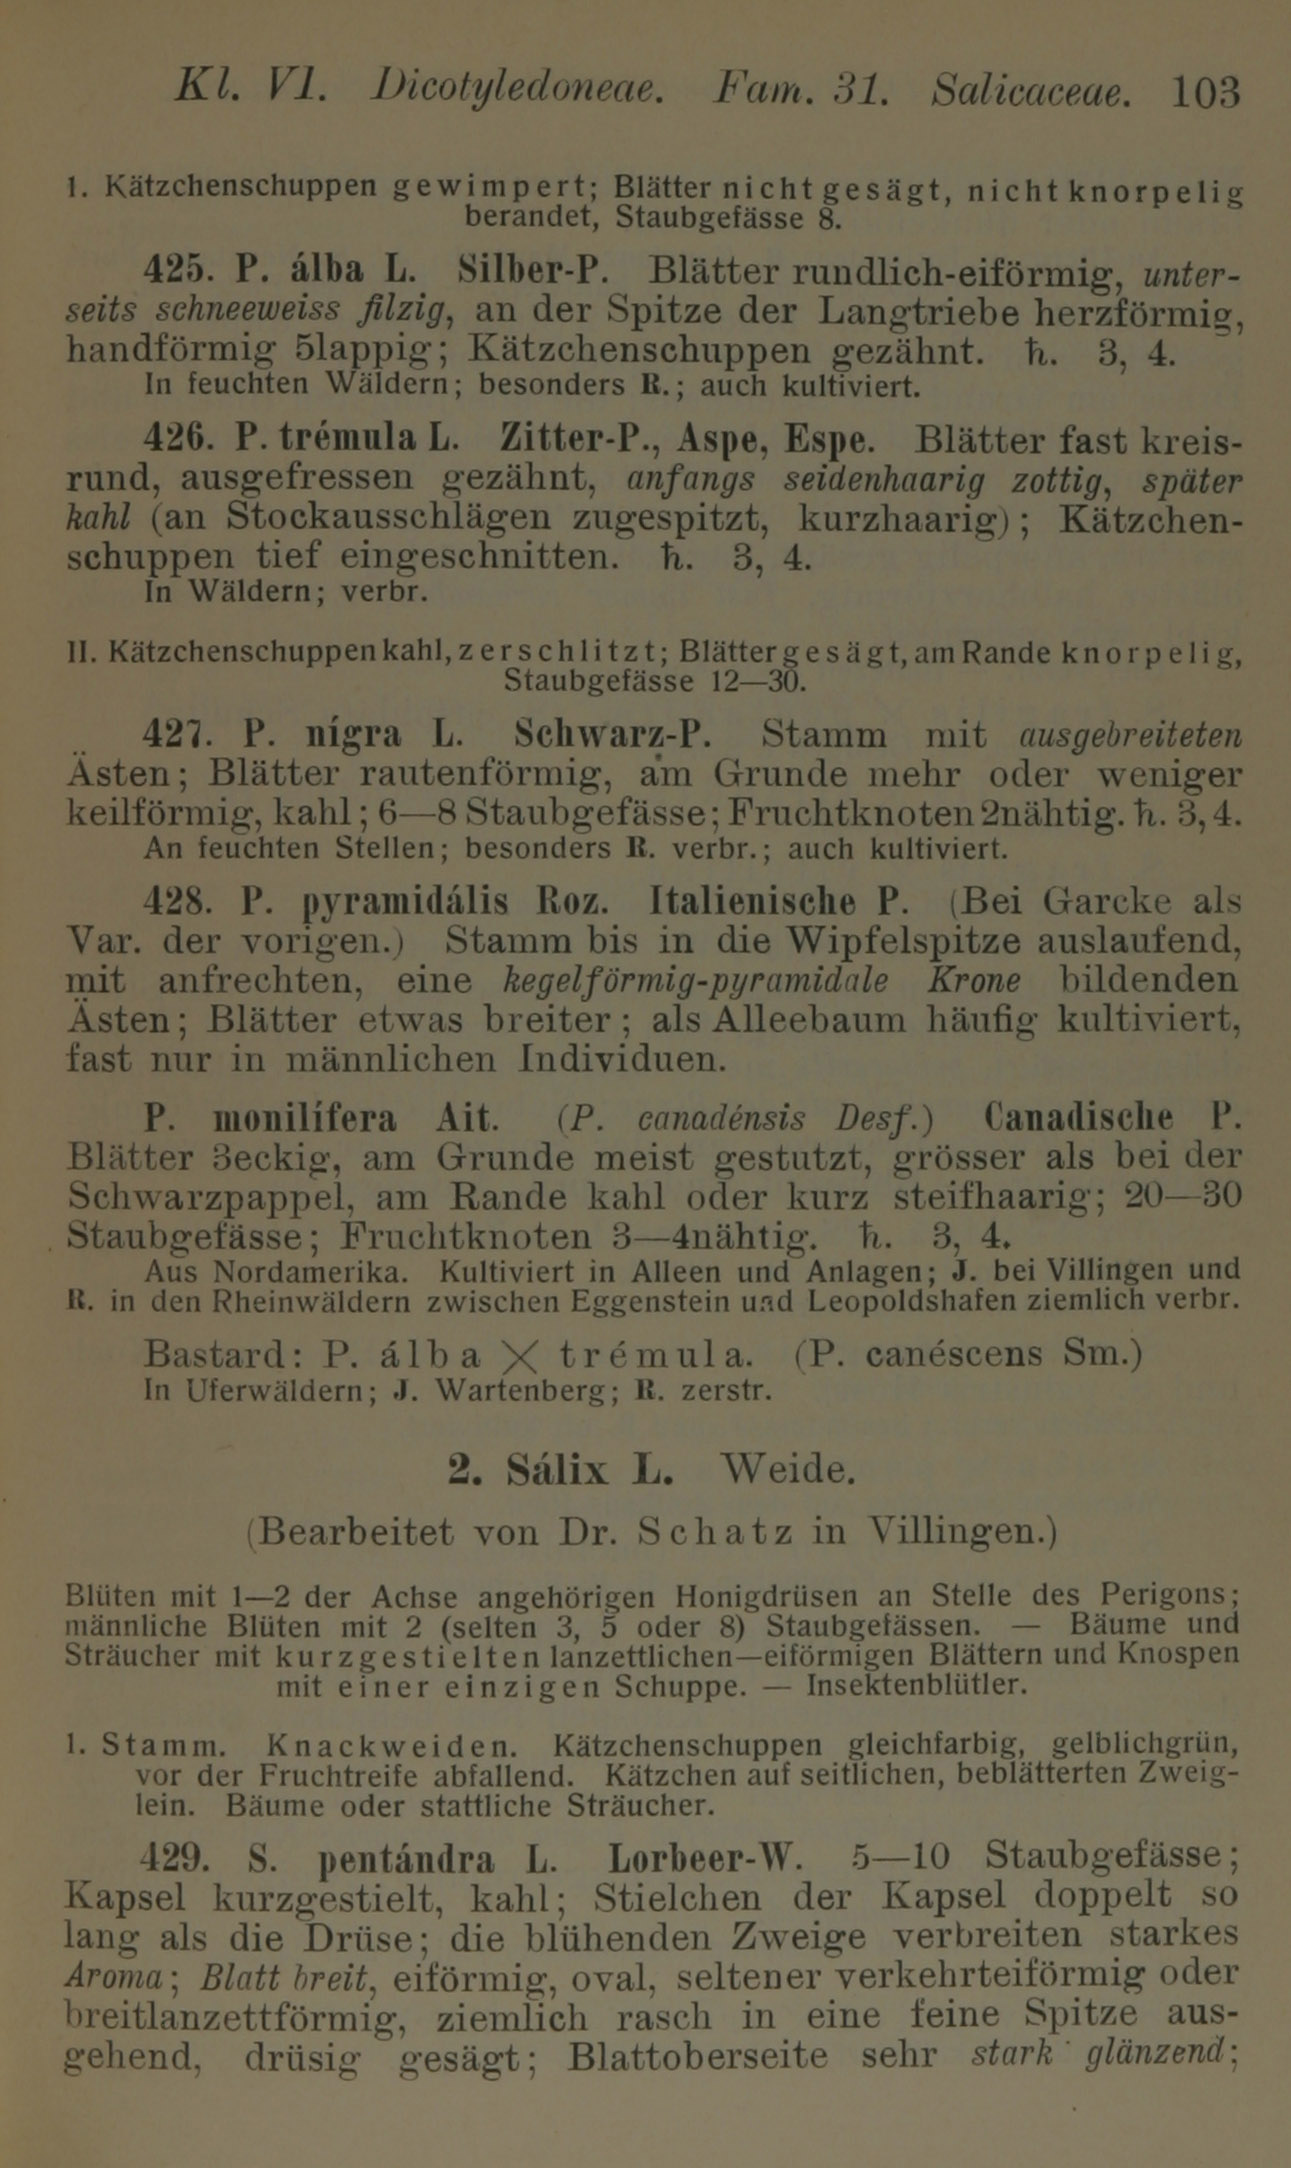 Kl. VI. Dicotyledoneae. Fam. 31. Salicaceae. 103
I. Kätzchenschuppen gewimpert; Blätter nicht gesägt, nicht knorpelig
berandet, Staubgefässe 8.
425. P. álba L. Silber-P. Blätter rundlich-eiförmig, unter-
seits schneeweiss filzig, an der Spitze der Langtriebe herzförmig,
handförmig 5lappig; Kätzchenschuppen gezähnt. ħ. 3, 4.
In feuchten Wäldern; besonders R.; auch kultiviert.
426. P. trémula L. Zitter-P., Aspe, Espe. Blätter fast kreis-
rund, ausgefressen gezähnt, anfangs seidenhaarig zottig, später
kahl (an Stockausschlägen zugespitzt, kurzhaarig); Kätzchen-
schuppen tief eingeschnitten. ħ. 3, 4.
In Wäldern; verbr.
II. Kätzchenschuppen kahl, zerschlitzt; Blätter gesägt, am Rande knorpelig,
Staubgefässe 12—30.
427. P. nígra L. Schwarz-P. Stamm mit ausgebreiteten
Ästen; Blätter rautenförmig, am Grunde mehr oder weniger
keilförmig, kahl; 6—8 Staubgefässe; Fruchtknoten 2nähtig. ħ. 3, 4.
An feuchten Stellen; besonders R. verbr.; auch kultiviert.
428. P. pyramidális Roz. Italienische P. (Bei Garcke als
Var. der vorigen.) Stamm bis in die Wipfelspitze auslaufend,
mit anfrechten, eine kegelförmig-pyramidale Krone bildenden
Ästen; Blätter etwas breiter; als Alleebaum häufig kultiviert,
fast nur in männlichen Individuen.
P. monilífera Ait. (P. canadénsis Desf.) Canadische P.
Blätter 3eckig, am Grunde meist gestutzt, grösser als bei der
Schwarzpappel, am Rande kahl oder kurz steifhaarig; 20—30
Staubgefässe; Fruchtknoten 3—4nähtig. ħ. 3, 4.
Aus Nordamerika. Kultiviert in Alleen und Anlagen; J. bei Villingen und
R. in den Rheinwäldern zwischen Eggenstein und Leopoldshafen ziemlich verbr.
Bastard: P. álba × trémula. (P. canéscens Sm.)
In Uferwäldern; J. Wartenberg; R. zerstr.
2. Sálix L. Weide.
(Bearbeitet von Dr. Schatz in Villingen.)
Blüten mit 1—2 der Achse angehörigen Honigdrüsen an Stelle des Perigons;
männliche Blüten mit 2 (selten 3, 5 oder 8) Staubgefässen. — Bäume und
Sträucher mit kurzgestielten lanzettlichen—eiförmigen Blättern und Knospen
mit einer einzigen Schuppe. — Insektenblütler.
I. Stamm. Knackweiden. Kätzchenschuppen gleichfarbig, gelblichgrün,
vor der Fruchtreife abfallend. Kätzchen auf seitlichen, beblätterten Zweig-
lein. Bäume oder stattliche Sträucher.
429. S. pentándra L. Lorbeer-W. 5—10 Staubgefässe;
Kapsel kurzgestielt, kahl; Stielchen der Kapsel doppelt so
lang als die Drüse; die blühenden Zweige verbreiten starkes
Aroma; Blatt breit, eiförmig, oval, seltener verkehrteiförmig oder
breitlanzettförmig, ziemlich rasch in eine feine Spitze aus-
gehend, drüsig gesägt; Blattoberseite sehr stark glänzend;